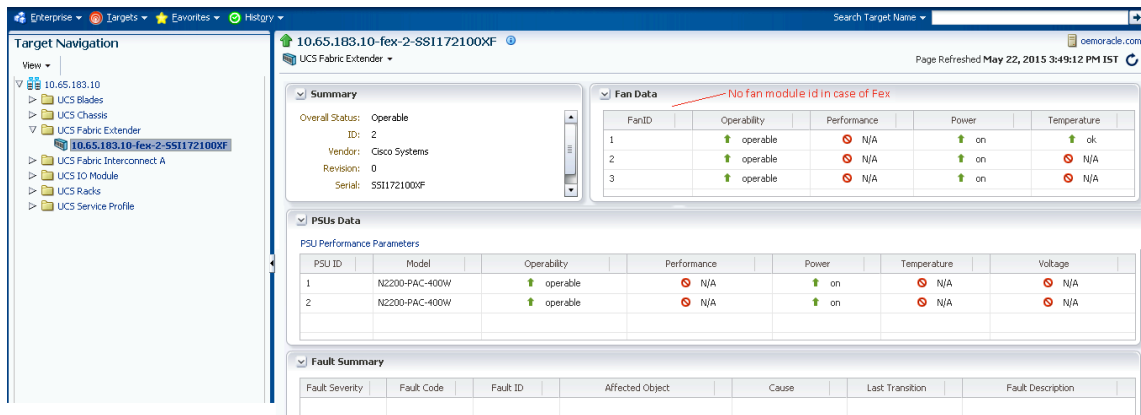 Enterprise Targets Favorites History Search Target Name
Target Navigation
View
10.65.183.10
UCS Blades
UCS Chassis
UCS Fabric Extender
10.65.183.10-fex-2-SSI172100XF
UCS Fabric Interconnect A
UCS IO Module
UCS Racks
UCS Service Profile
10.65.183.10-fex-2-SSI172100XF
oemoracle.com
UCS Fabric Extender
Page Refreshed May 22, 2015 3:49:12 PM IST
Summary
Overall Status: Operable
ID: 2
Vendor: Cisco Systems
Revision: 0
Serial: SSI172100XF
Fan Data
No fan module id in case of Fex
FanID Operability Performance Power Temperature
1 operable N/A on ok
2 operable N/A on N/A
3 operable N/A on N/A
PSUs Data
PSU Performance Parameters
PSU ID Model Operability Performance Power Temperature Voltage
1 N2200-PAC-400W operable N/A on N/A N/A
2 N2200-PAC-400W operable N/A on N/A N/A
Fault Summary
Fault Severity Fault Code Fault ID Affected Object Cause Last Transition Fault Description